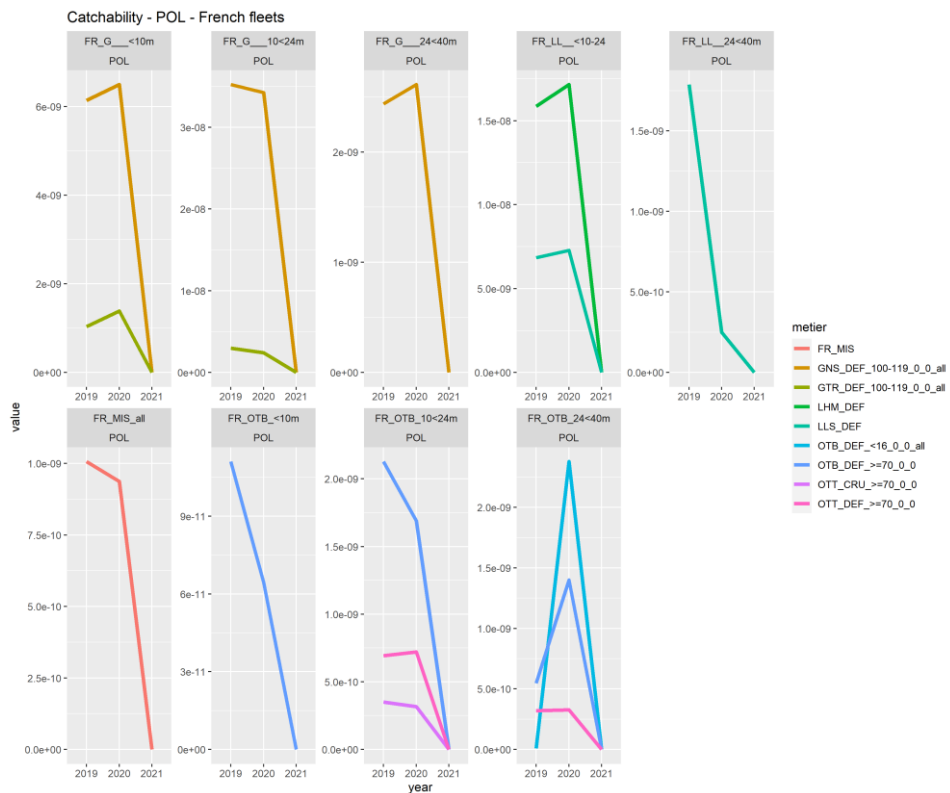 Catchability - POL - French fleets
FR_G___<10m
POL
6e-09
4e-09
2e-09
0e+00
2019 2020 2021
FR_G___10<24m
POL
3e-08
2e-08
1e-08
0e+00
2019 2020 2021
FR_G___24<40m
POL
2e-09
1e-09
0e+00
2019 2020 2021
FR_LL__<10-24
POL
1.5e-08
1.0e-08
5.0e-09
0.0e+00
2019 2020 2021
FR_LL__24<40m
POL
1.5e-09
1.0e-09
5.0e-10
0.0e+00
2019 2020 2021
value
FR_MIS_all
POL
1.0e-09
7.5e-10
5.0e-10
2.5e-10
0.0e+00
2019 2020 2021
FR_OTB_<10m
POL
9e-11
6e-11
3e-11
0e+00
2019 2020 2021
FR_OTB_10<24m
POL
2.0e-09
1.5e-09
1.0e-09
5.0e-10
0.0e+00
2019 2020 2021
FR_OTB_24<40m
POL
2.0e-09
1.5e-09
1.0e-09
5.0e-10
0.0e+00
2019 2020 2021
year
metier
FR_MIS
GNS_DEF_100-119_0_0_all
GTR_DEF_100-119_0_0_all
LHM_DEF
LLS_DEF
OTB_DEF_<16_0_0_all
OTB_DEF_>=70_0_0
OTT_CRU_>=70_0_0
OTT_DEF_>=70_0_0